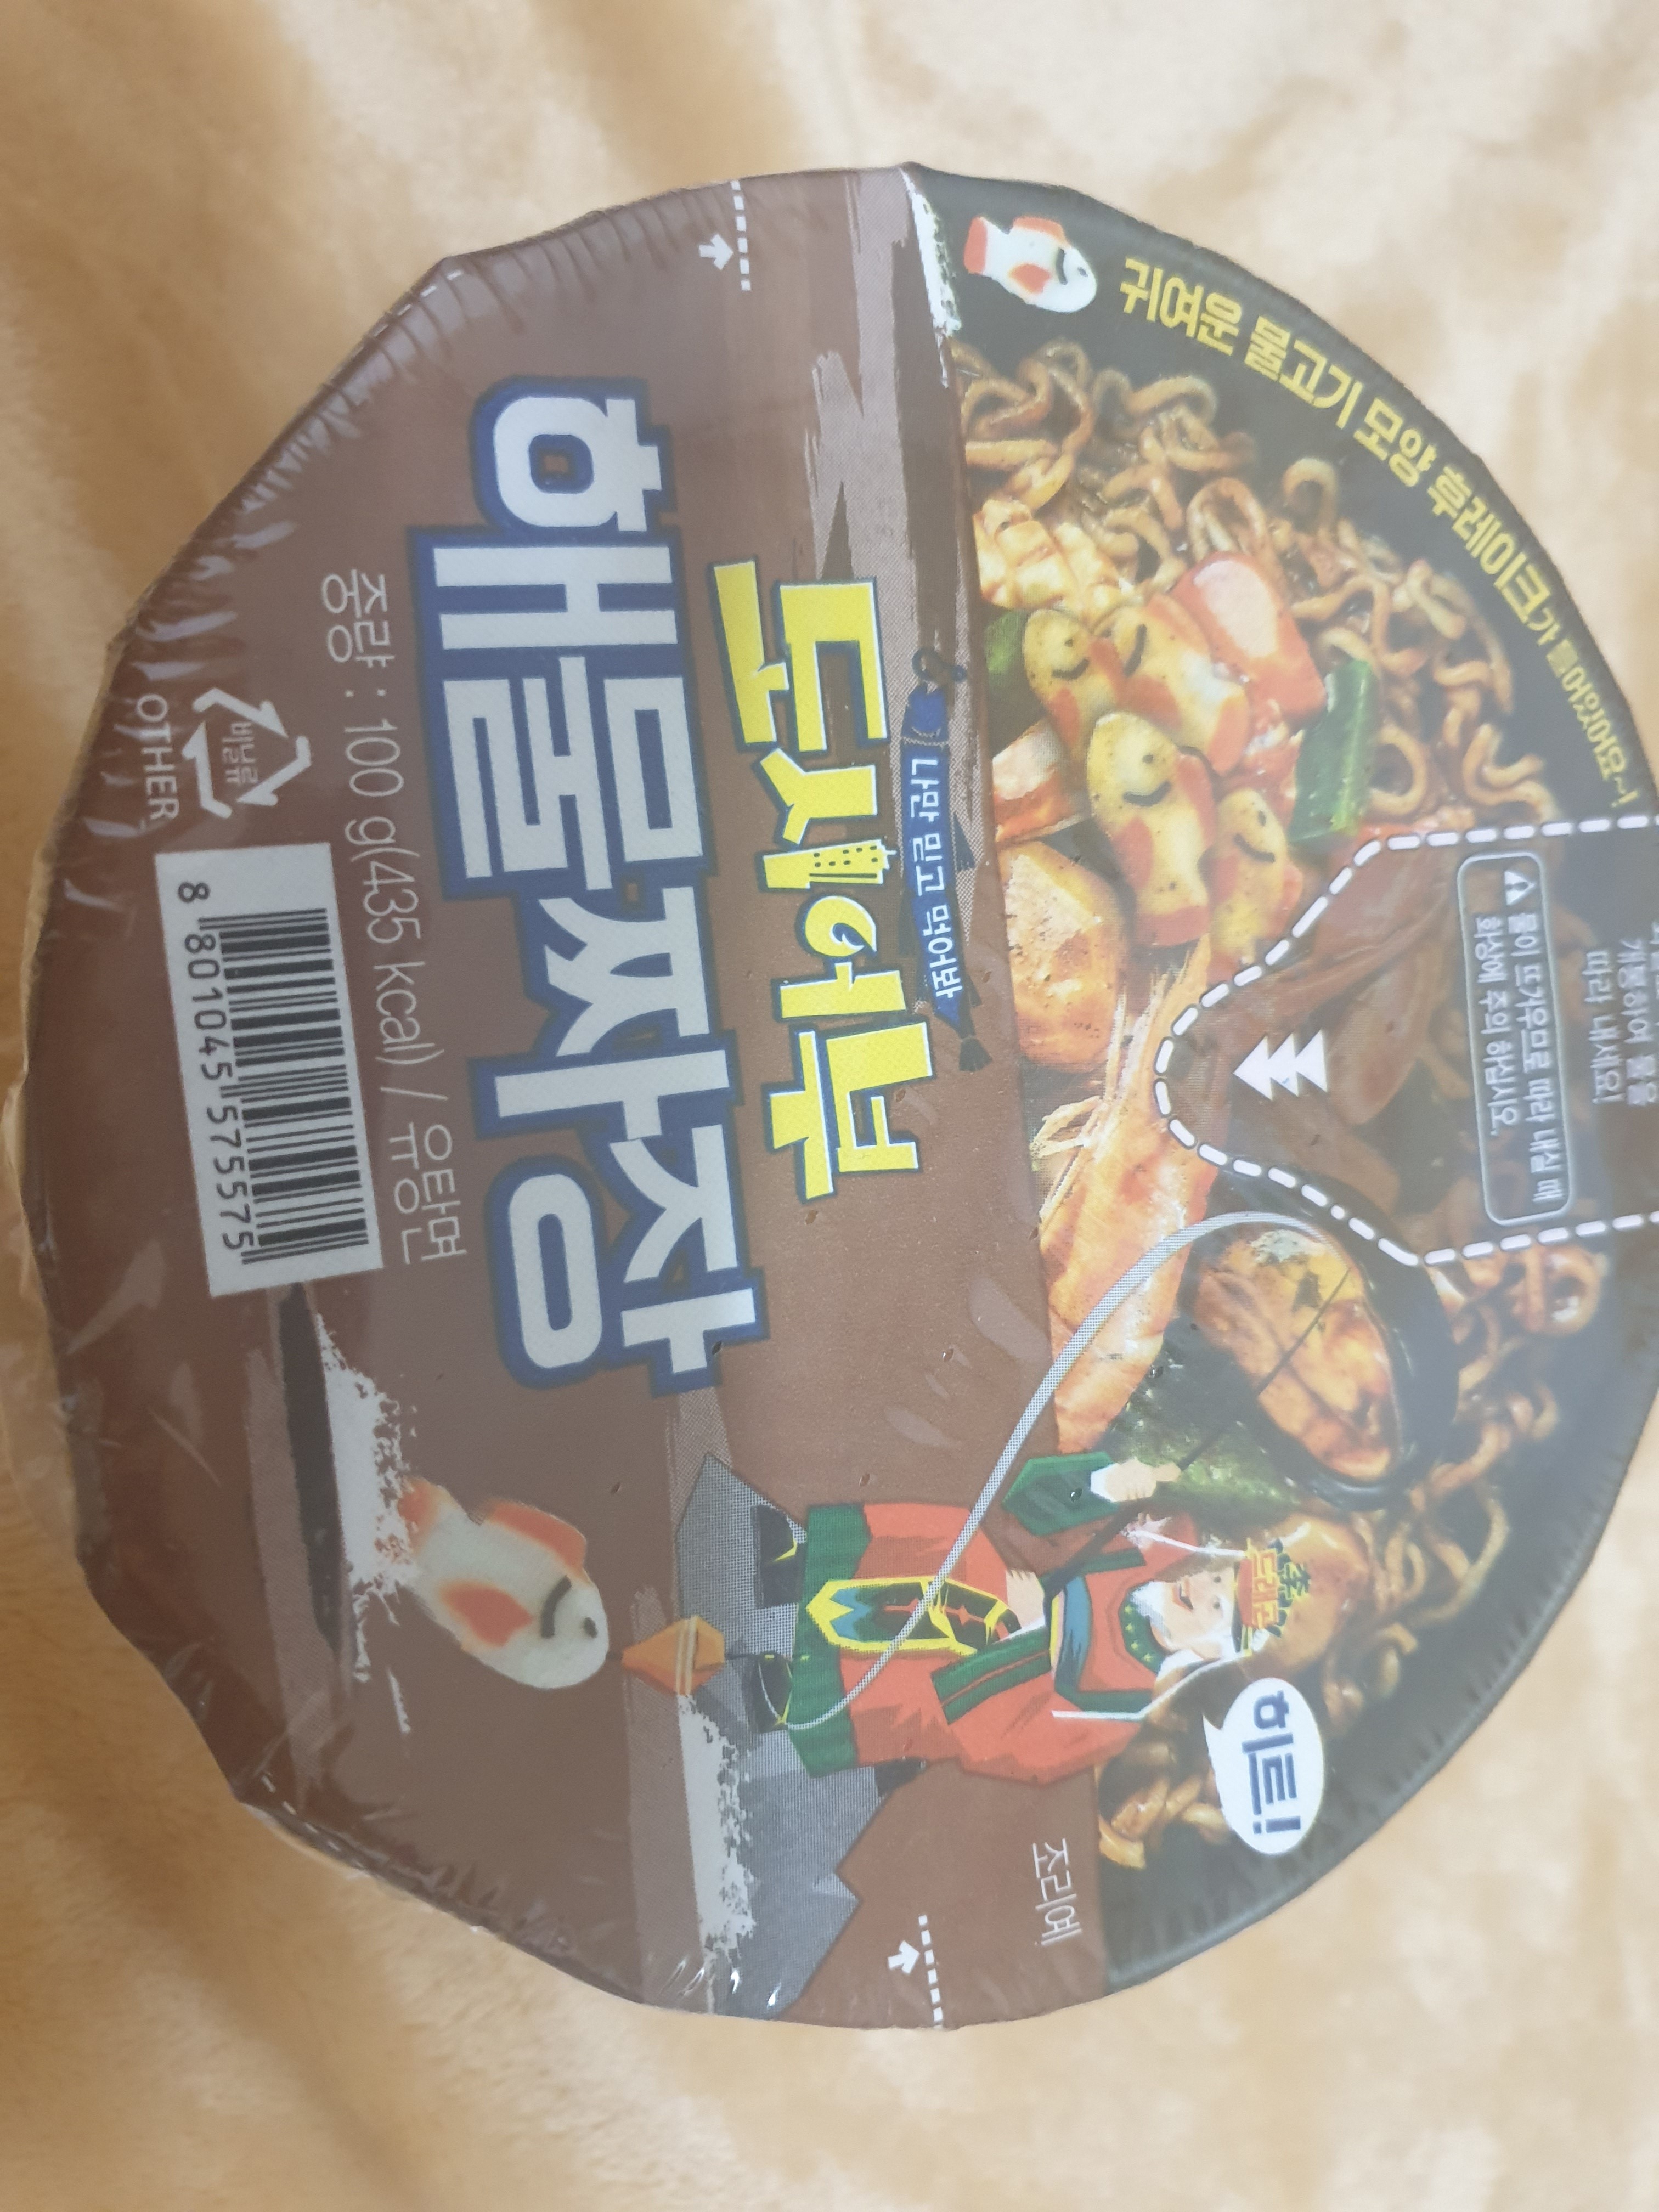 귀여운 물고기 모양 후레이크가 들어있어요~!
개봉하여 물을
따라 내세요!
물이 뜨거우므로 따라 내실 때
화상에 주의 하십시오.
나만 믿고 먹어봐
도시어부
해물짜장
히트!
중량 : 100 g(435 kcal) / 유탕면
조리예
비닐류
OTHER
8 801045 575575